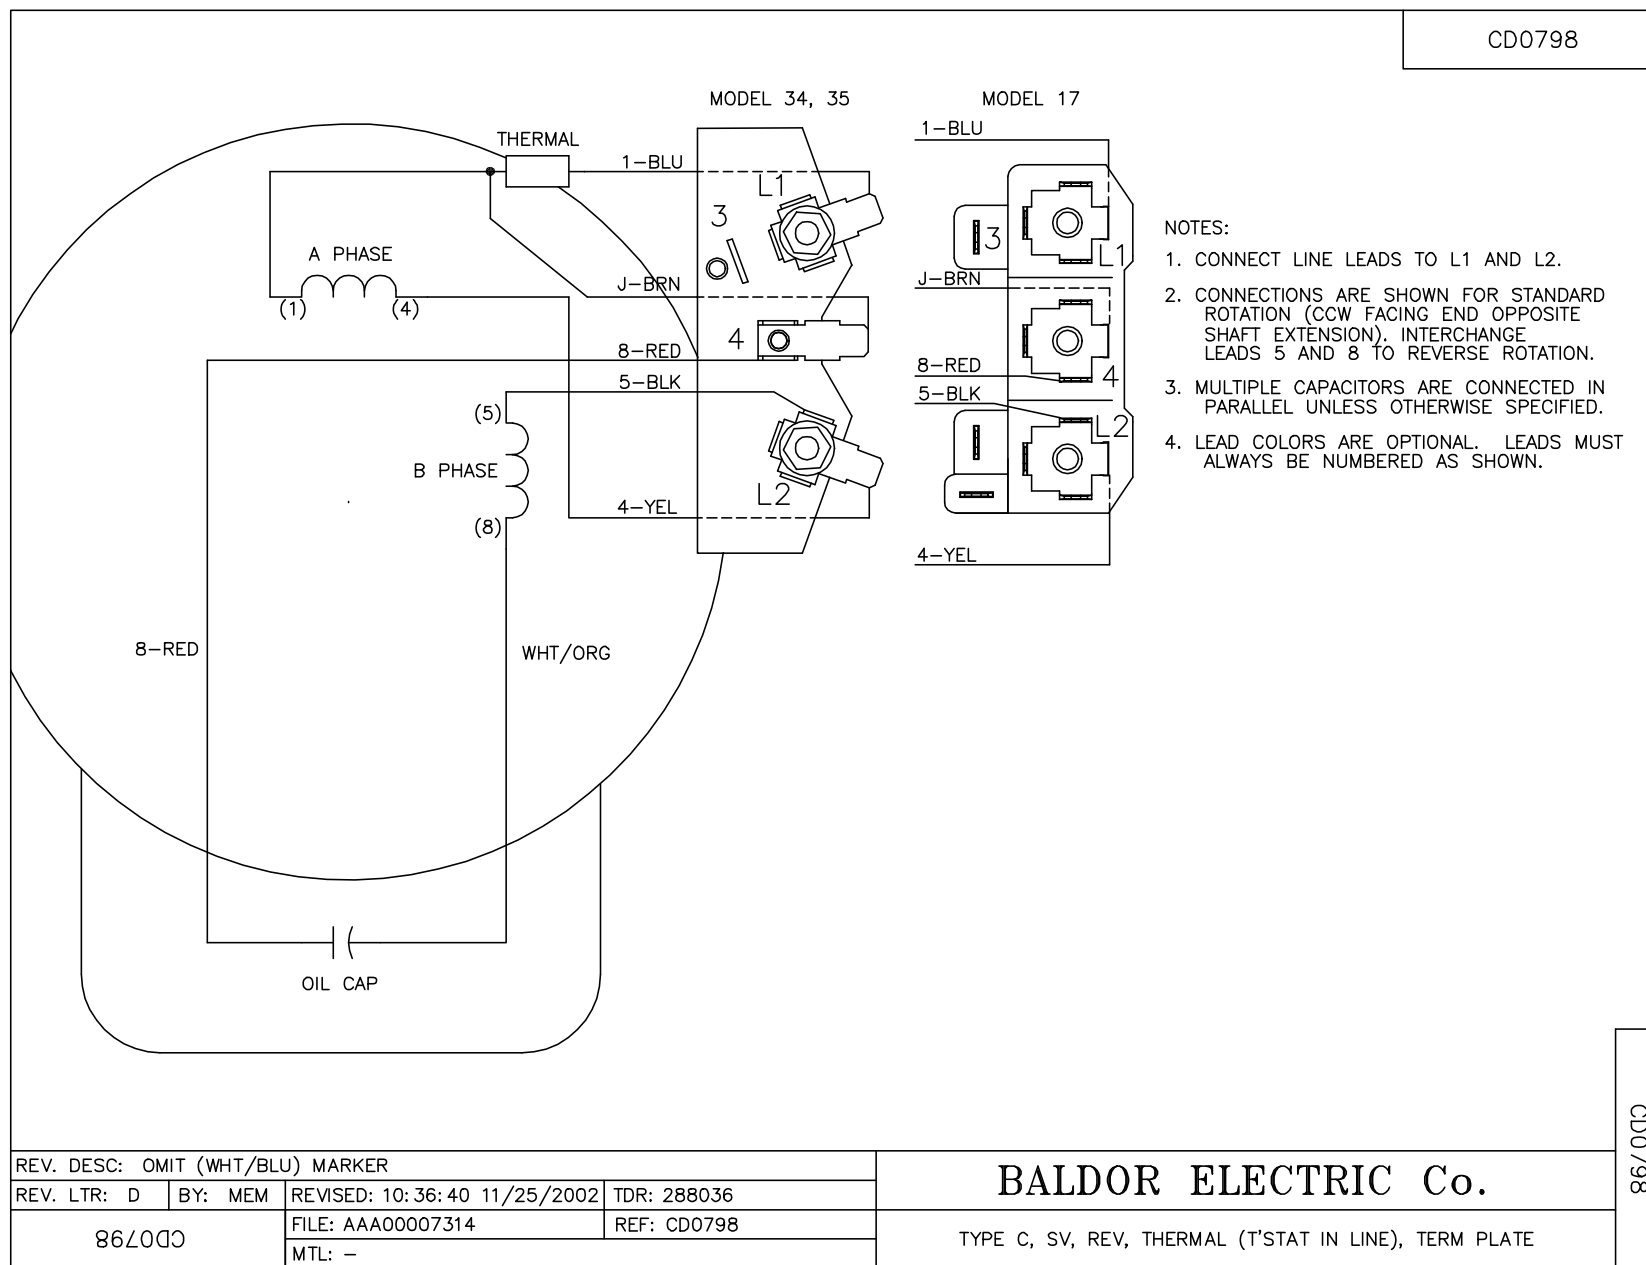 CD0798
MODEL 34, 35
MODEL 17
THERMAL
1-BLU
L1
3
A PHASE
(1)
(4)
J-BRN
4
8-RED
5-BLK
(5)
B PHASE
(8)
L2
4-YEL
8-RED
WHT/ORG
OIL CAP
1-BLU
3
L1
J-BRN
8-RED
4
5-BLK
L2
4-YEL
NOTES:
1. CONNECT LINE LEADS TO L1 AND L2.
2. CONNECTIONS ARE SHOWN FOR STANDARD
ROTATION (CCW FACING END OPPOSITE
SHAFT EXTENSION). INTERCHANGE
LEADS 5 AND 8 TO REVERSE ROTATION.
3. MULTIPLE CAPACITORS ARE CONNECTED IN
PARALLEL UNLESS OTHERWISE SPECIFIED.
4. LEAD COLORS ARE OPTIONAL. LEADS MUST
ALWAYS BE NUMBERED AS SHOWN.
CD0798
REV. DESC: OMIT (WHT/BLU) MARKER
REV. LTR: D
BY: MEM
REVISED: 10:36:40 11/25/2002
TDR: 288036
CD0798
FILE: AAA00007314
REF: CD0798
MTL: -
BALDOR ELECTRIC Co.
TYPE C, SV, REV, THERMAL (T'STAT IN LINE), TERM PLATE